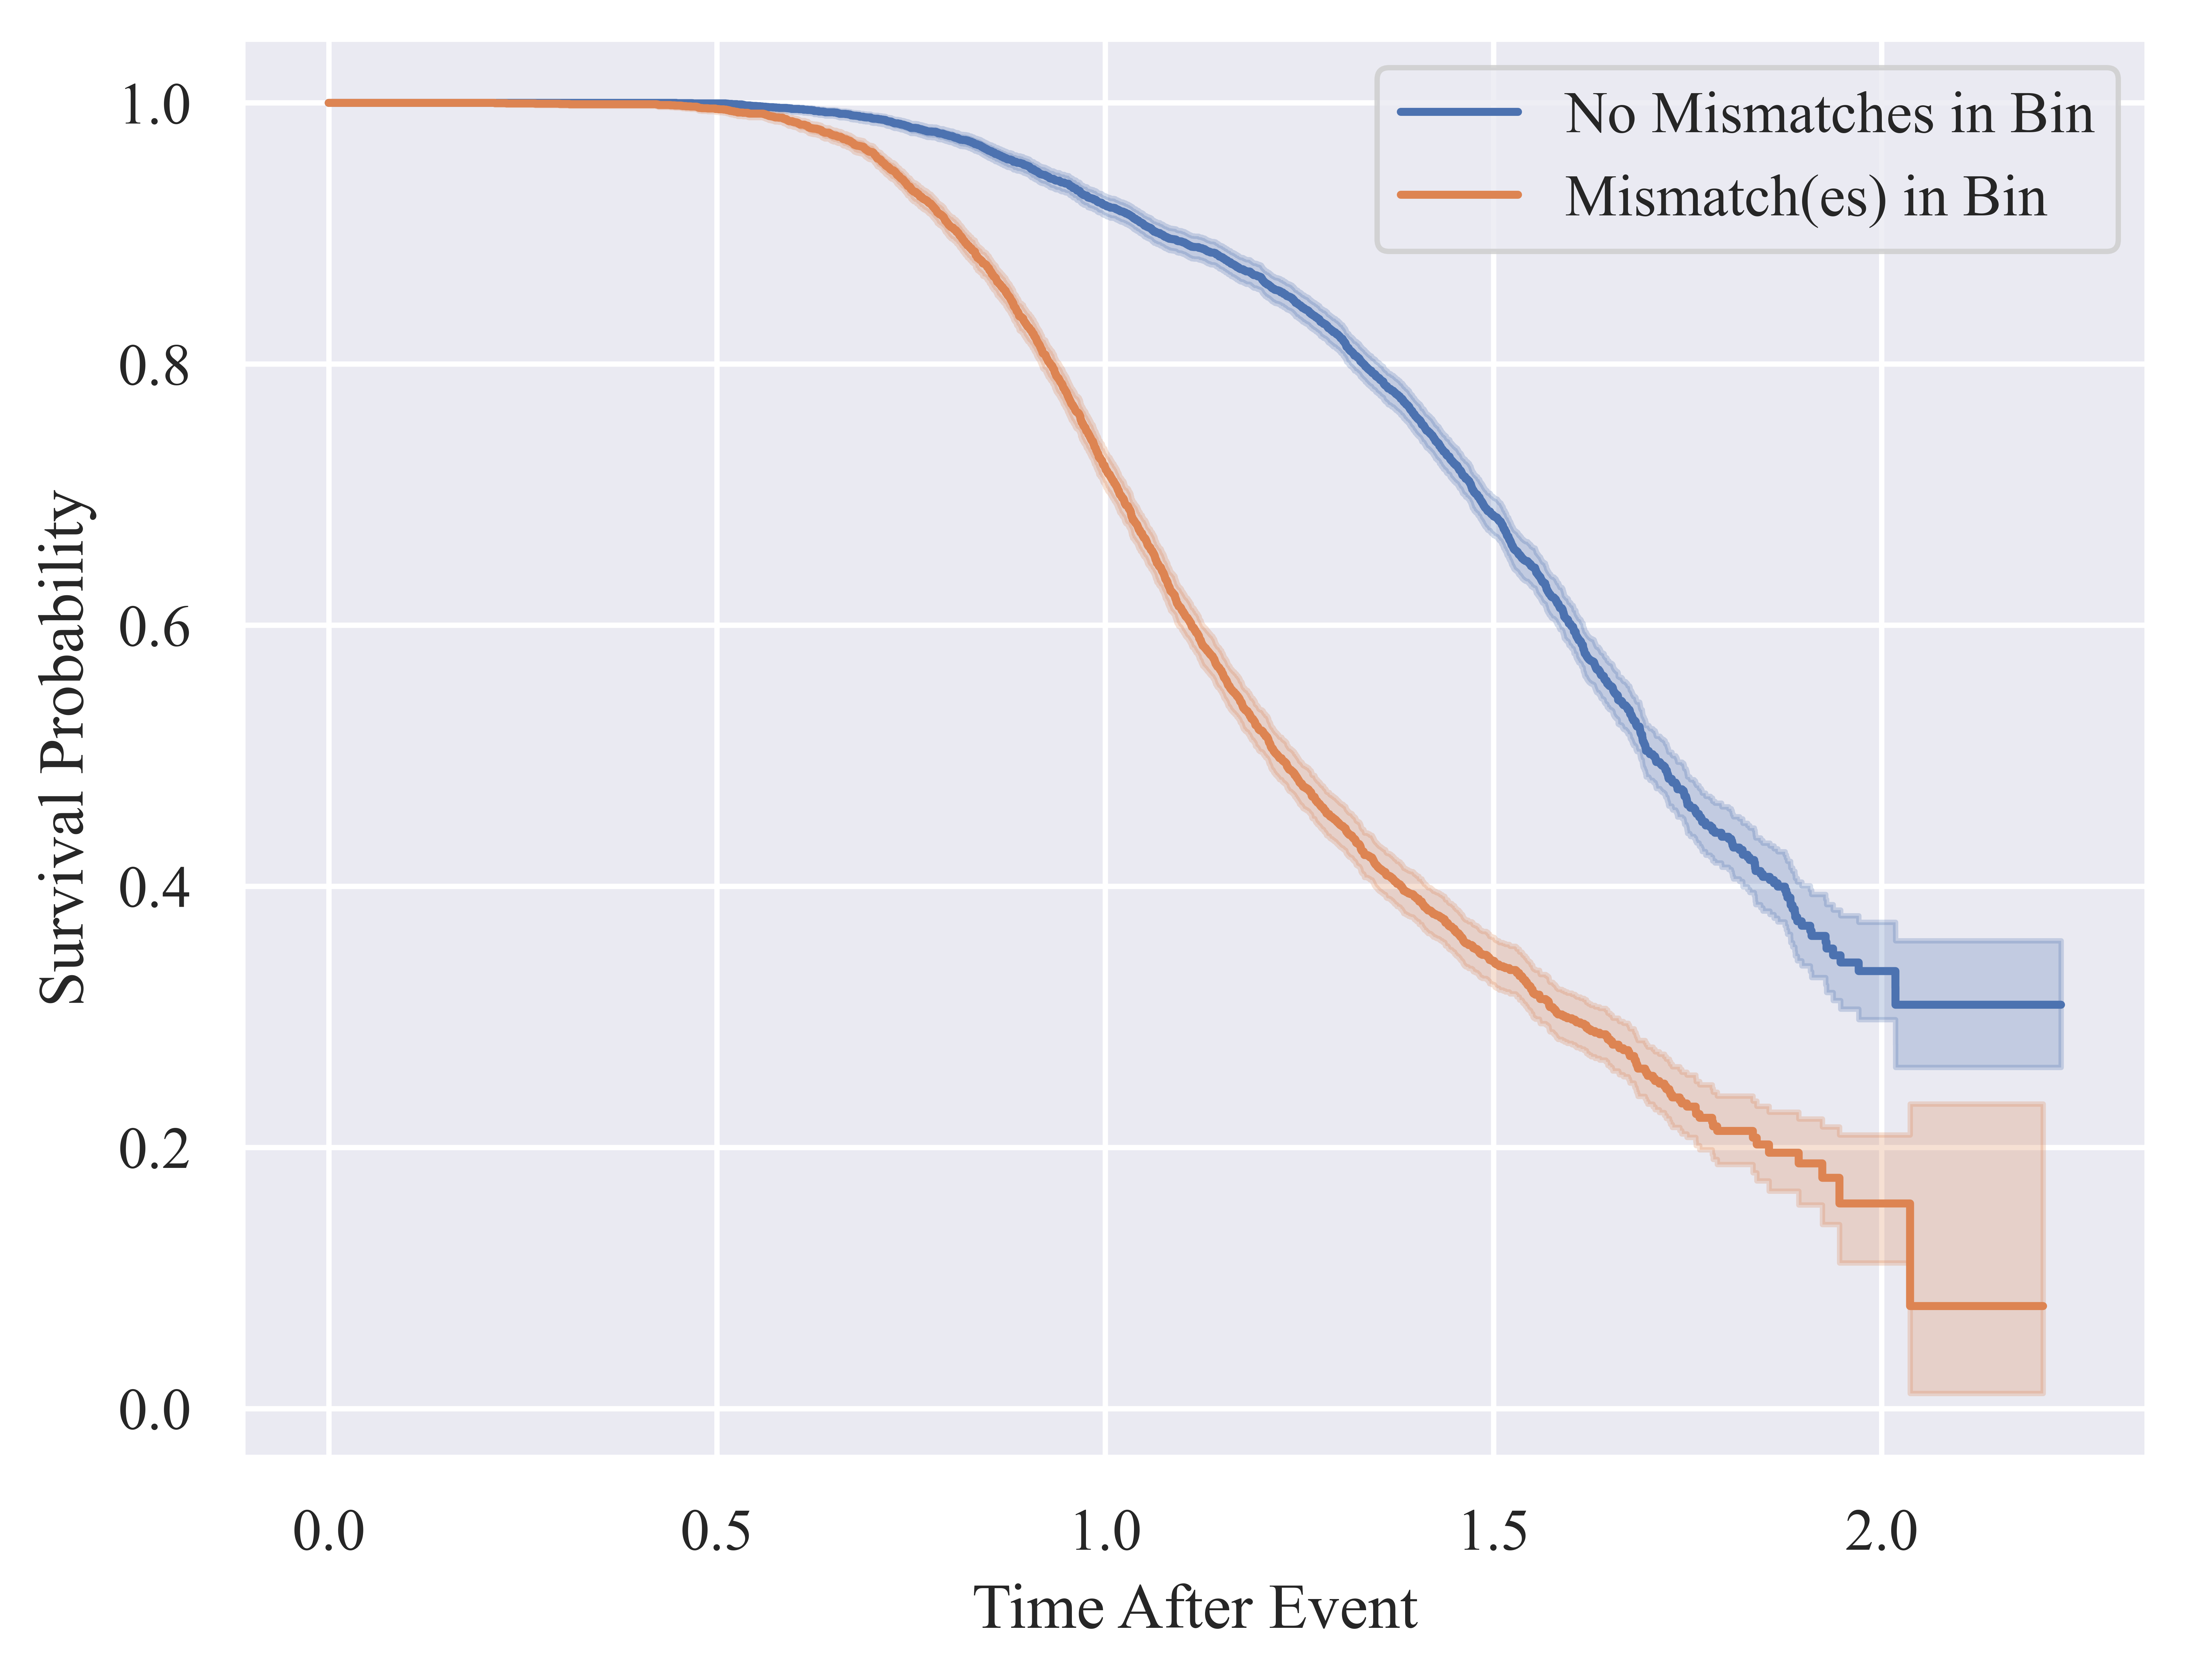 No Mismatches in Bin
Mismatch(es) in Bin
Survival Probability
1.0
0.8
0.6
0.4
0.2
0.0
0.0 0.5 1.0 1.5 2.0
Time After Event